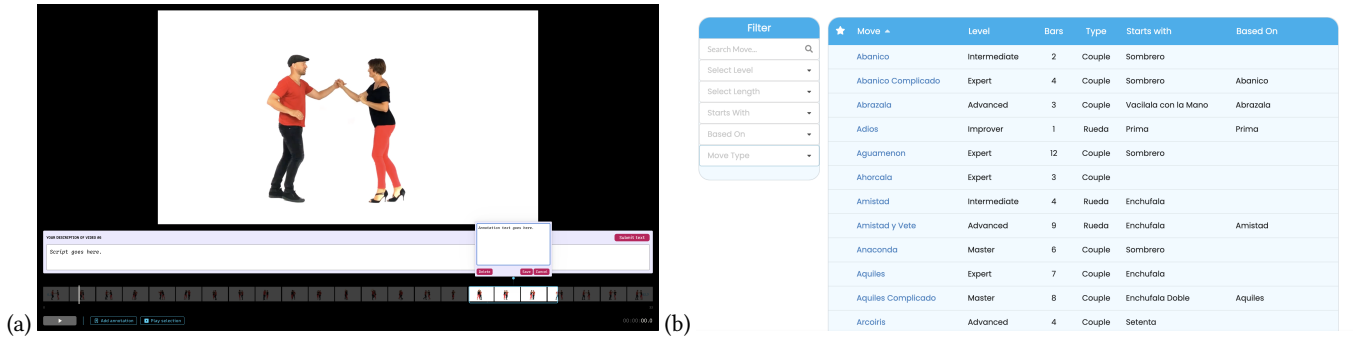 YOUR DESCRIPTION OF VIDEO #6
Submit text
Script goes here.
Annotation text goes here.
Delete Save Cancel
Add annotation Play selection 00:00:00.0
(a)
(b)
Filter
Search Move...
Select Level
Select Length
Starts With
Based On
Move Type
Move Level Bars Type Starts with Based On
Abanico Intermediate 2 Couple Sombrero
Abanico Complicado Expert 4 Couple Sombrero Abanico
Abrazala Advanced 3 Couple Vacilala con la Mano Abrazala
Adios Improver 1 Rueda Prima Prima
Aguamenon Expert 12 Couple Sombrero
Ahorcala Expert 3 Couple
Amistad Intermediate 4 Rueda Enchufala
Amistad y Vete Advanced 9 Rueda Enchufala Amistad
Anaconda Master 6 Couple Sombrero
Aquiles Expert 7 Couple Enchufala
Aquiles Complicado Master 8 Couple Enchufala Doble Aquiles
Arcoiris Advanced 4 Couple Setenta